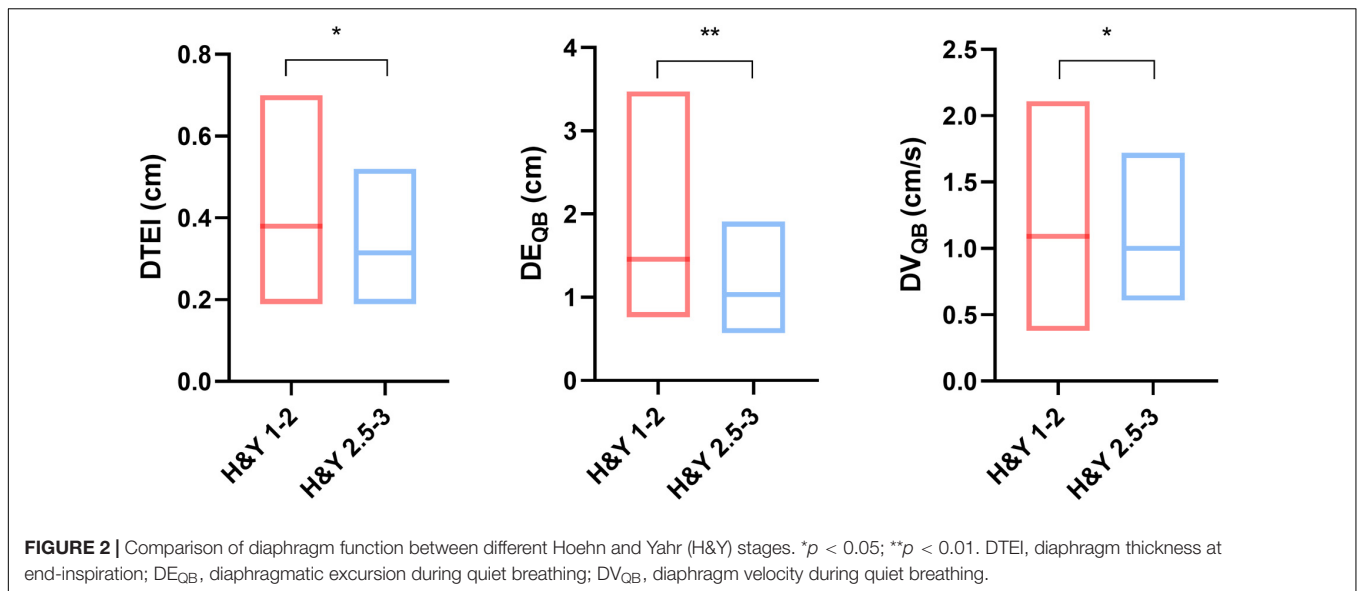 *
0.8
0.6
0.4
0.2
0.0
DTEI (cm)
H&Y 1-2
H&Y 2.5-3
**
4
3
2
1
0
DE_QB (cm)
H&Y 1-2
H&Y 2.5-3
*
2.5
2.0
1.5
1.0
0.5
0.0
DV_QB (cm/s)
H&Y 1-2
H&Y 2.5-3
FIGURE 2 | Comparison of diaphragm function between different Hoehn and Yahr (H&Y) stages. *p < 0.05; **p < 0.01. DTEI, diaphragm thickness at
end-inspiration; DE_QB, diaphragmatic excursion during quiet breathing; DV_QB, diaphragm velocity during quiet breathing.